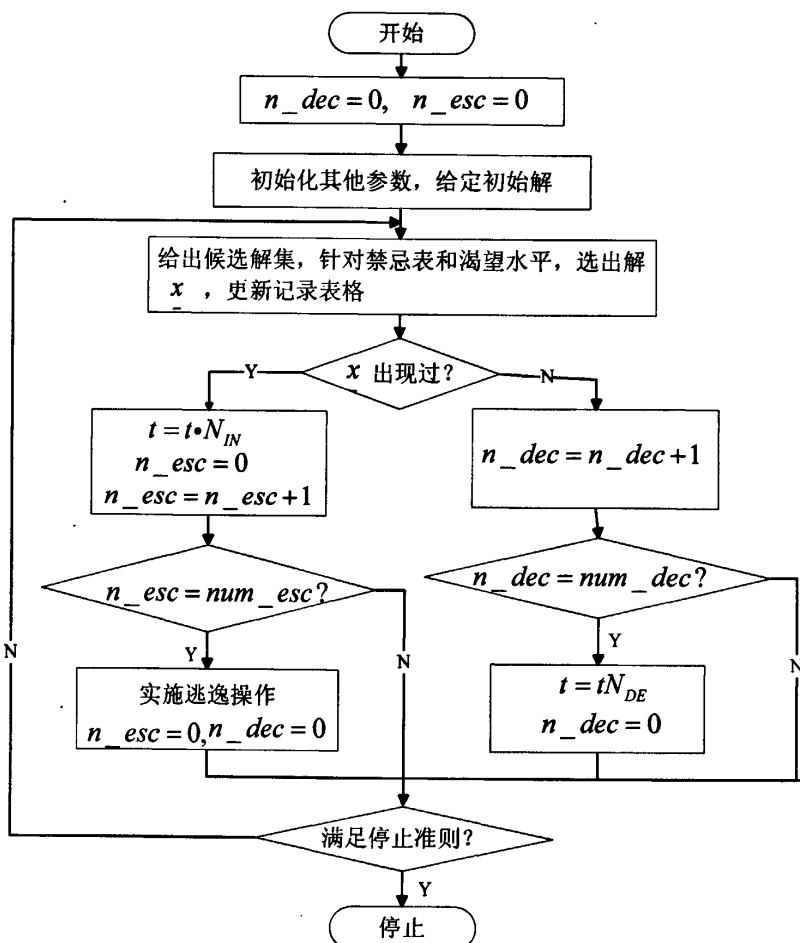 开始
n_dec=0, n_esc=0
初始化其他参数，给定初始解
给出候选解集，针对禁忌表和渴望水平，选出解
x ，更新记录表格
x 出现过？
Y
N
t=t•N_IN
n_esc=0
n_esc=n_esc+1
n_dec=n_dec+1
n_esc=num_esc?
n_dec=num_dec?
Y
N
Y
N
N
实施逃逸操作
n_esc=0,n_dec=0
t=tN_DE
n_dec=0
满足停止准则？
Y
停止